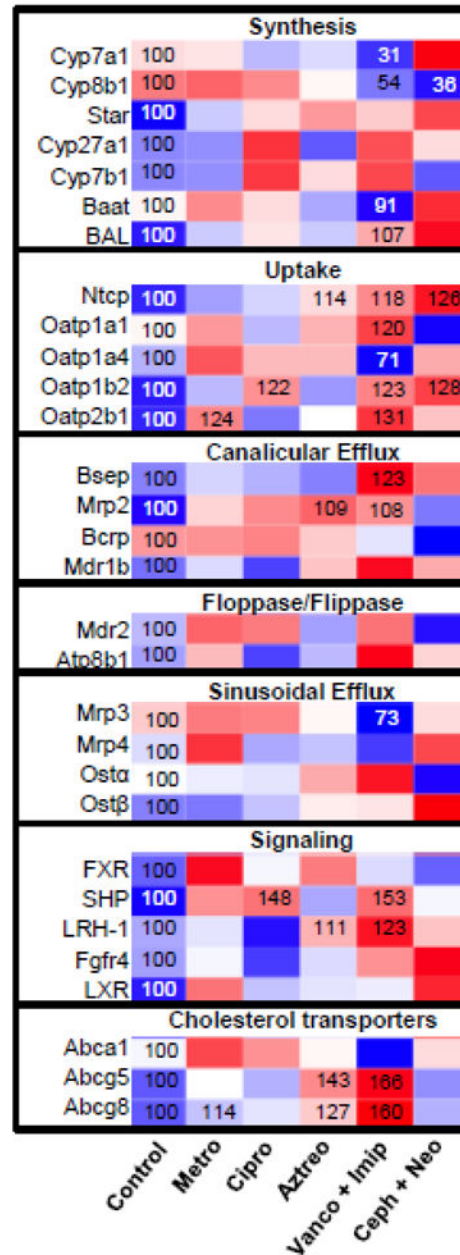 Synthesis
Cyp7a1 100 31
Cyp8b1 100 54 36
Star 100
Cyp27a1 100
Cyp7b1 100
Baat 100 91
BAL 100 107
Uptake
Ntcp 100 114 118 126
Oatp1a1 100 120
Oatp1a4 100 71
Oatp1b2 100 122 123 128
Oatp2b1 100 124 131
Canalicular Efflux
Bsep 100 123
Mrp2 100 109 108
Bcrp 100
Mdr1b 100
Floppase/Flippase
Mdr2 100
Atp8b1 100
Sinusoidal Efflux
Mrp3 100 73
Mrp4 100
Ostα 100
Ostβ 100
Signaling
FXR 100
SHP 100 148 153
LRH-1 100 111 123
Fgfr4 100
LXR 100
Cholesterol transporters
Abca1 100
Abcg5 100 143 166
Abcg8 100 114 127 160
Control Metro Cipro Aztreo Vanco + Imip Ceph + Neo